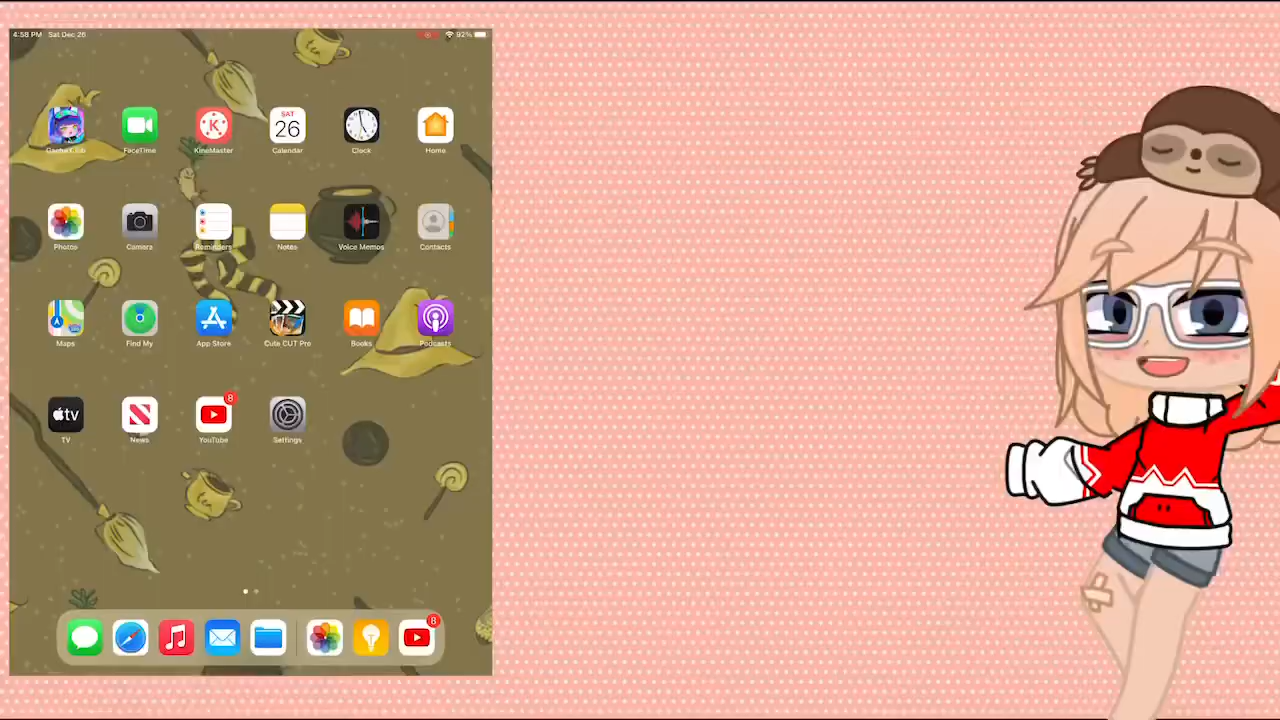 4:58 PM Sat Dec 26 92%
SAT
26
K
Gacha Club FaceTime KineMaster Calendar Clock Home
Photos Camera Reminders Notes Voice Memos Contacts
Maps Find My App Store Cute CUT Pro Books Podcasts
tv 8
TV News YouTube Settings
8